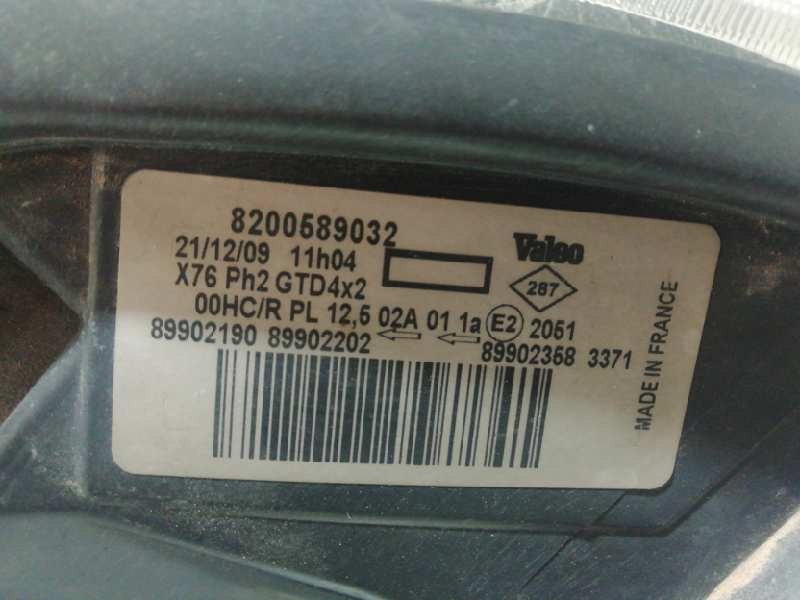 8200589032
Valeo
21/12/09 11h04
X76 Ph2 GTD4x2
287
00HC/R PL 12,5 02A 01 1a E2 2051
89902190 89902202 89902358 3371
MADE IN FRANCE